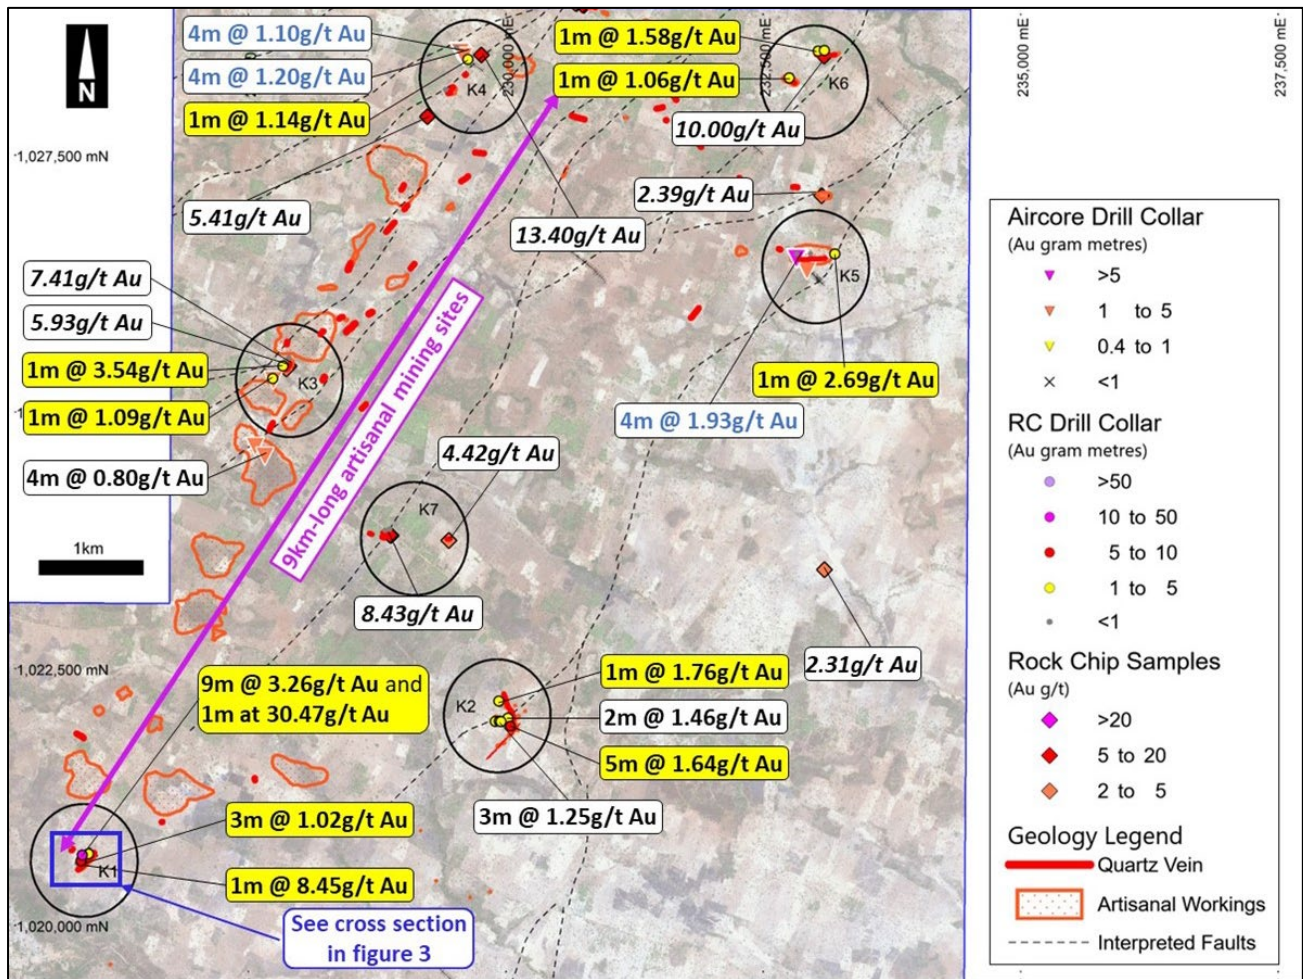 N
4m @ 1.10g/t Au
4m @ 1.20g/t Au
1m @ 1.14g/t Au
K4
230,000 mE
1m @ 1.58g/t Au
1m @ 1.06g/t Au
232,500 mE
K6
10.00g/t Au
235,000 mE
237,500 mE
1,027,500 mN
5.41g/t Au
13.40g/t Au
2.39g/t Au
K5
7.41g/t Au
5.93g/t Au
1m @ 3.54g/t Au
K3
1m @ 1.09g/t Au
4m @ 0.80g/t Au
1km
9km-long artisanal mining sites
1m @ 2.69g/t Au
4m @ 1.93g/t Au
4.42g/t Au
K7
8.43g/t Au
2.31g/t Au
1,022,500 mN
9m @ 3.26g/t Au and
1m at 30.47g/t Au
K2
1m @ 1.76g/t Au
2m @ 1.46g/t Au
5m @ 1.64g/t Au
3m @ 1.25g/t Au
3m @ 1.02g/t Au
K1
1m @ 8.45g/t Au
1,020,000 mN
See cross section
in figure 3
Aircore Drill Collar
(Au gram metres)
>5
1 to 5
0.4 to 1
<1
RC Drill Collar
(Au gram metres)
>50
10 to 50
5 to 10
1 to 5
<1
Rock Chip Samples
(Au g/t)
>20
5 to 20
2 to 5
Geology Legend
Quartz Vein
Artisanal Workings
Interpreted Faults